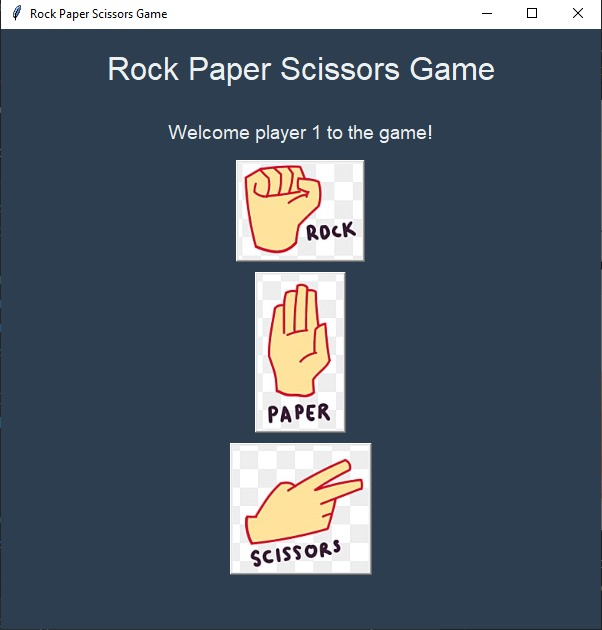 Rock Paper Scissors Game
Rock Paper Scissors Game
Welcome player 1 to the game!
ROCK
PAPER
SCISSORS